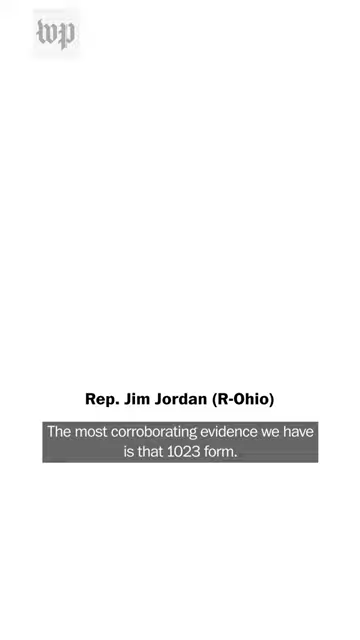 wp
Rep. Jim Jordan (R-Ohio)
The most corroborating evidence we have
is that 1023 form.